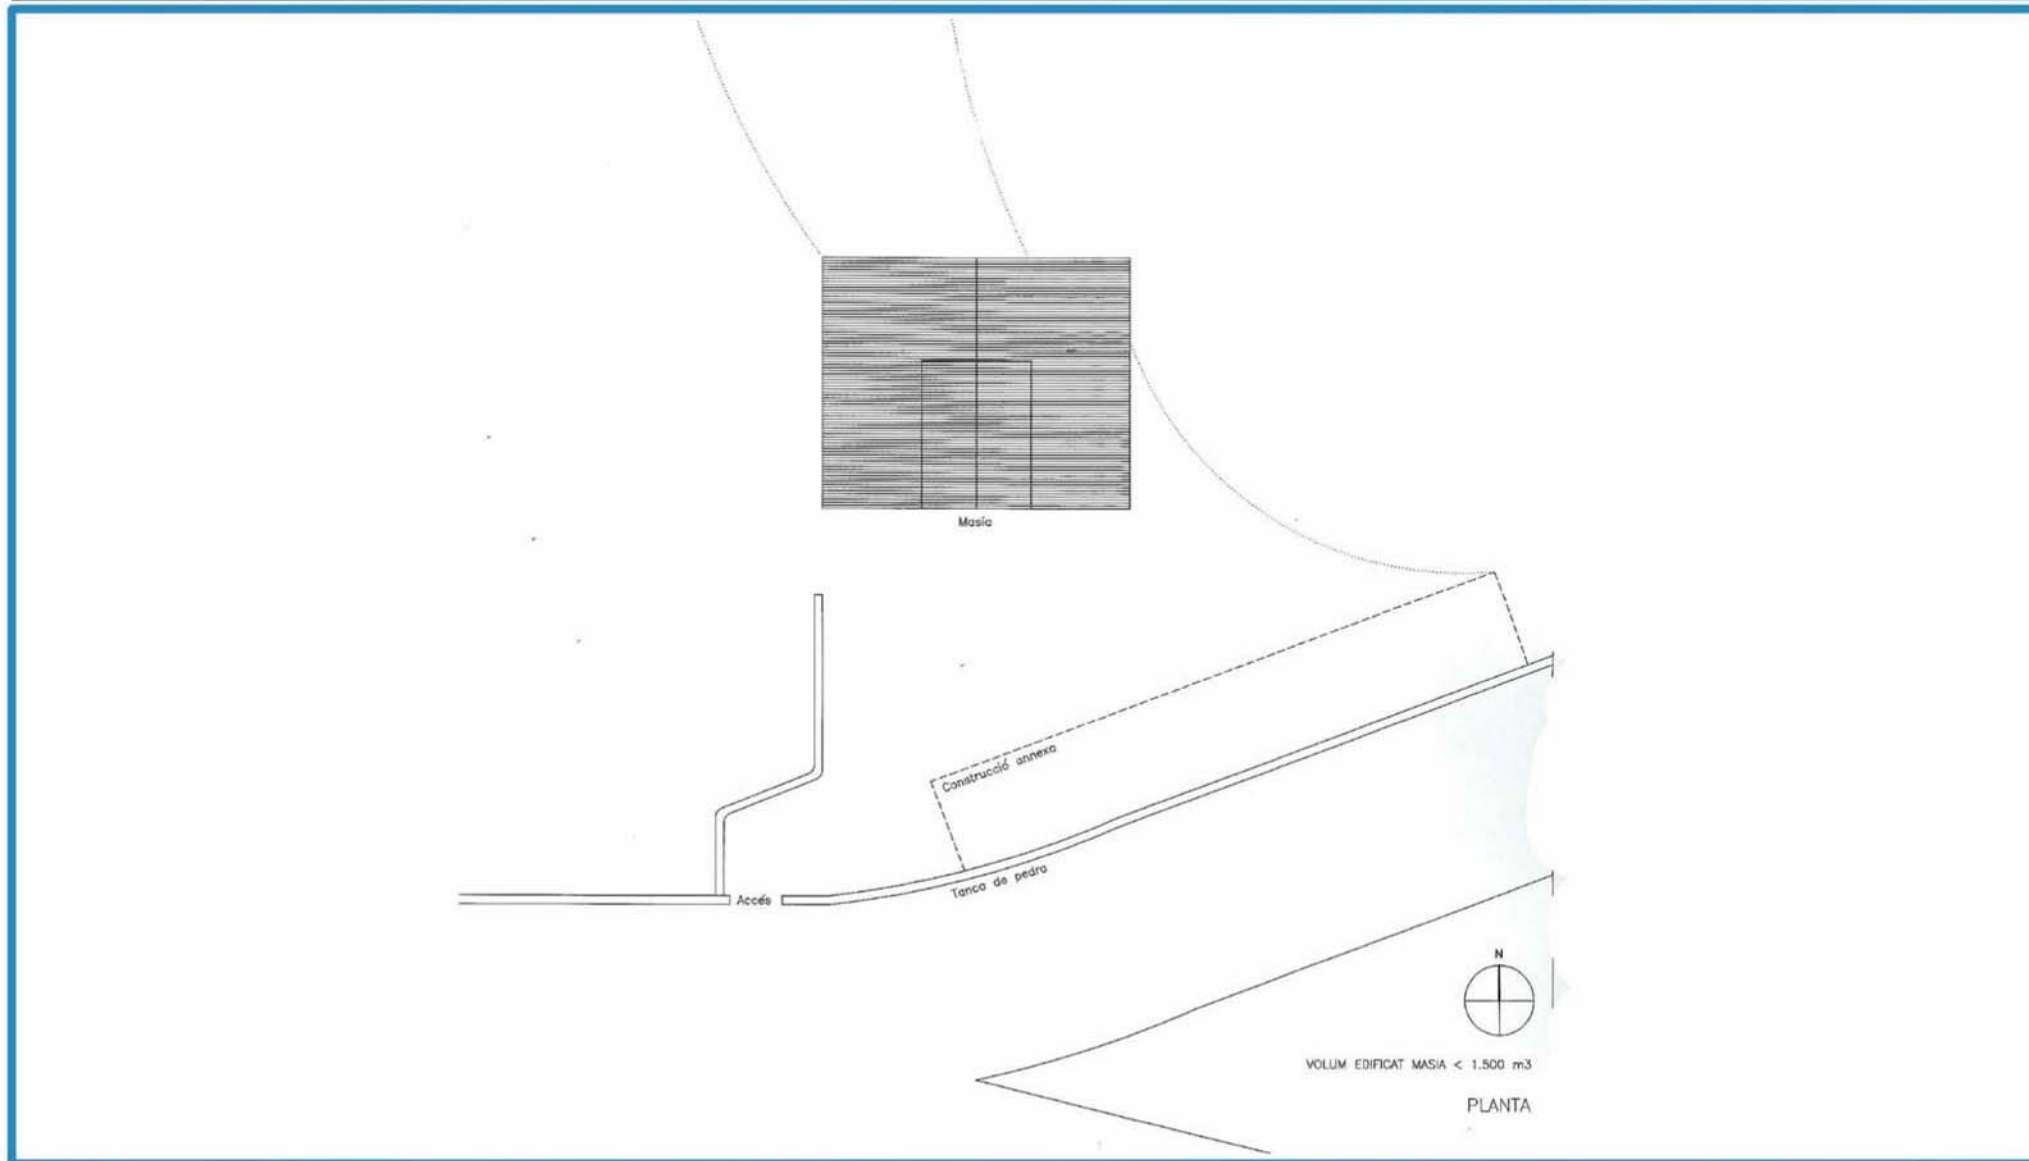 Masía
Construcció annexa
Tanca de pedra
Accés
N
VOLUM EDIFICAT MASIA < 1.500 m3
PLANTA